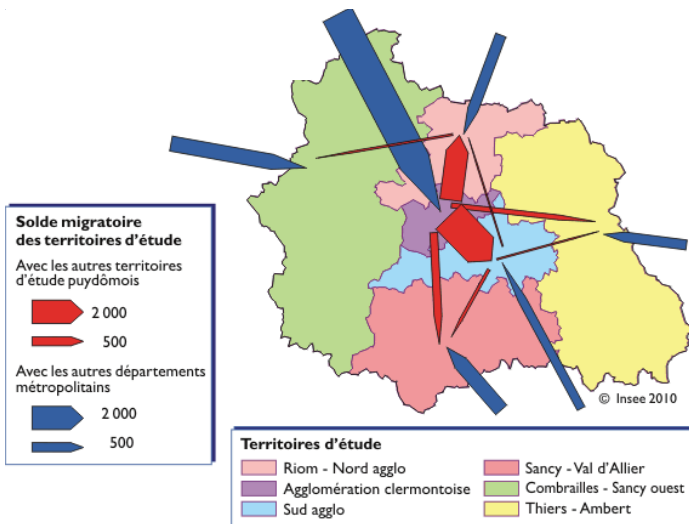 Solde migratoire
des territoires d'étude
Avec les autres territoires
d'étude puydômois
2 000
500
Avec les autres départements
métropolitains
2 000
500
© Insee 2010
Territoires d'étude
Riom - Nord agglo
Agglomération clermontoise
Sud agglo
Sancy - Val d'Allier
Combrailles - Sancy ouest
Thiers - Ambert